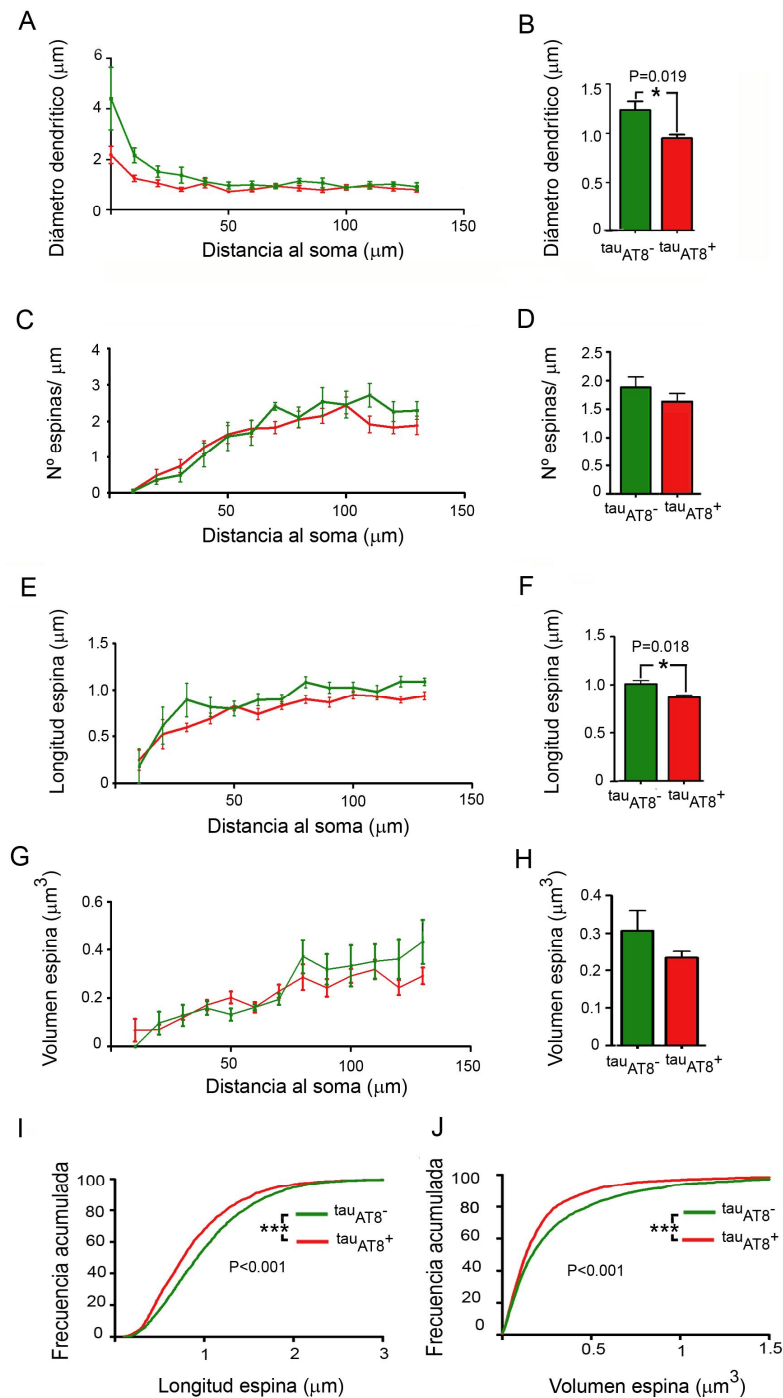 A
Diámetro dendrítico (μm)
6
4
2
0
50
100
150
Distancia al soma (μm)
B
Diámetro dendrítico (μm)
P=0.019
*
1.5
1.0
0.5
0
tauAT8-
tauAT8+
C
Nº espinas/ μm
4
3
2
1
0
50
100
150
Distancia al soma (μm)
D
Nº espinas/ μm
2.5
2.0
1.5
1.0
0.5
0
tauAT8-
tauAT8+
E
Longitud espina (μm)
1.5
1.0
0.5
0
50
100
150
Distancia al soma (μm)
F
Longitud espina (μm)
P=0.018
*
1.5
1.0
0.5
0
tauAT8-
tauAT8+
G
Volumen espina (μm3)
0.6
0.4
0.2
0
50
100
150
Distancia al soma (μm)
H
Volumen espina (μm3)
0.4
0.3
0.2
0.1
0
tauAT8-
tauAT8+
I
Frecuencia acumulada
100
80
60
40
20
0
1
2
3
Longitud espina (μm)
***
tauAT8-
tauAT8+
P<0.001
J
Frecuencia acumulada
100
80
60
40
20
0
0.5
1
1.5
Volumen espina (μm3)
***
tauAT8-
tauAT8+
P<0.001